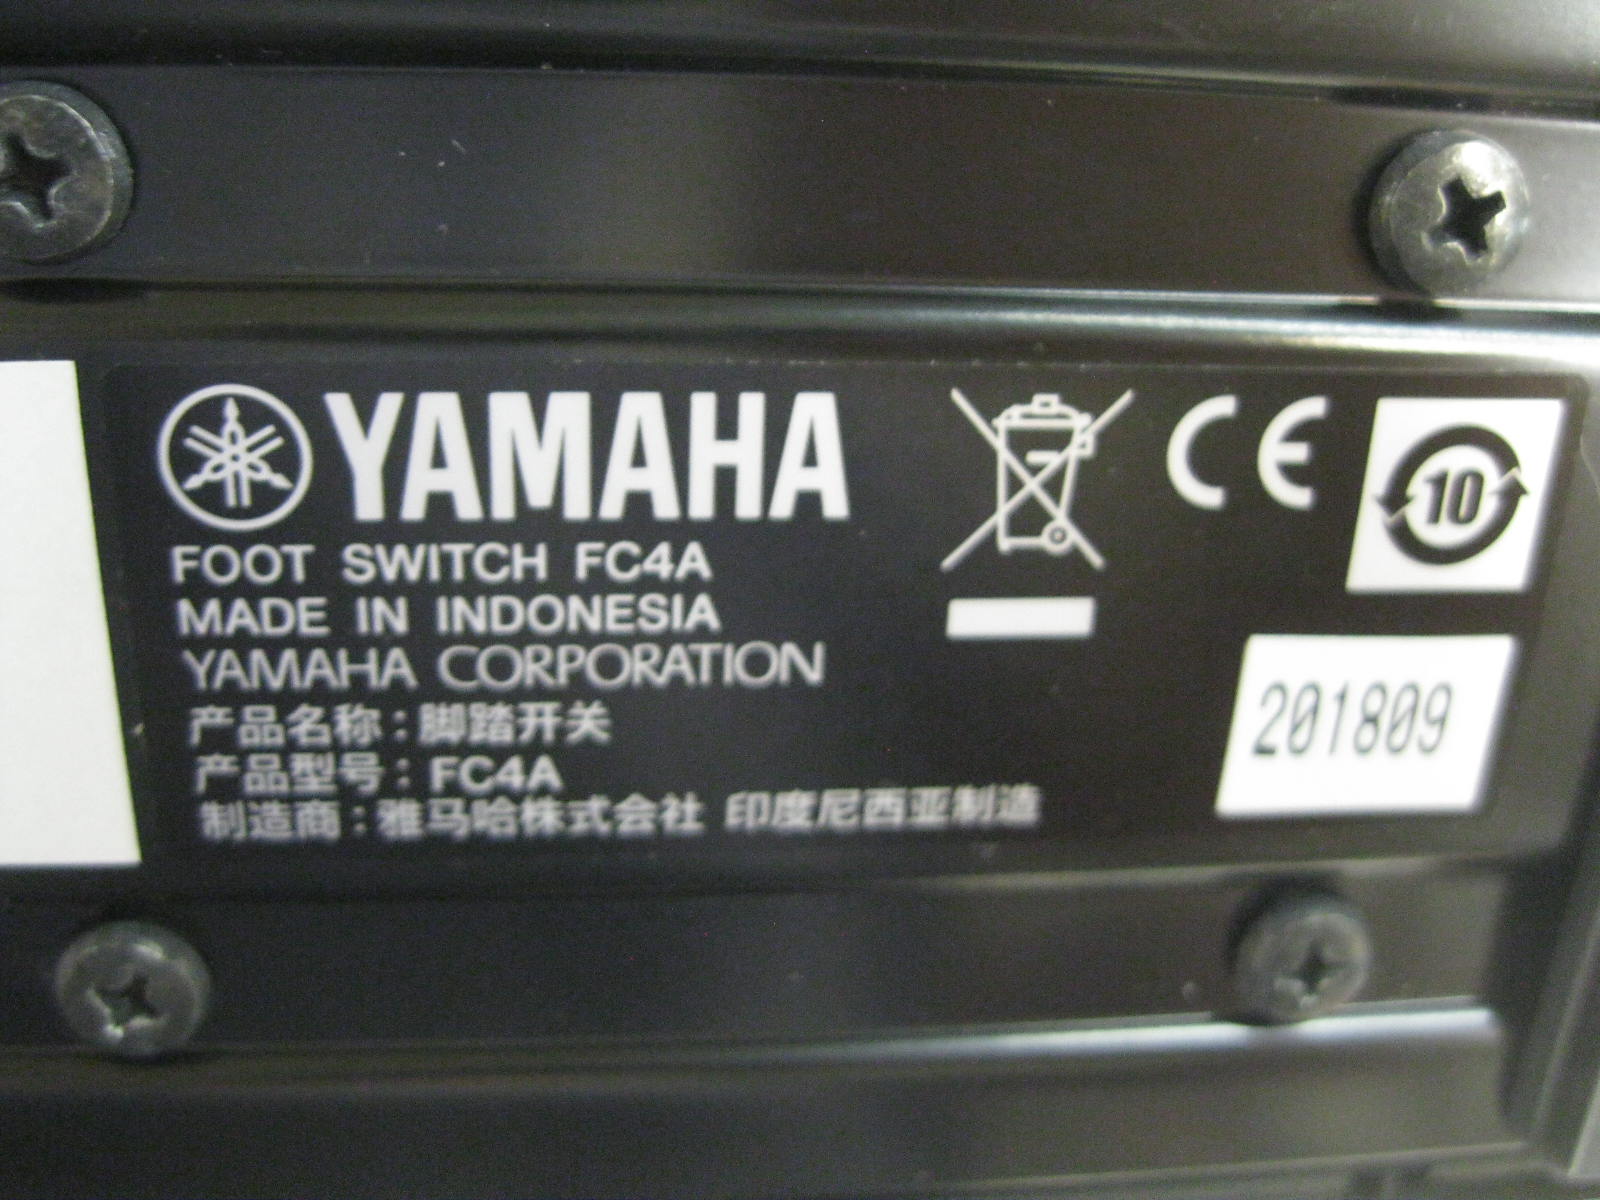 YAMAHA
FOOT SWITCH FC4A
MADE IN INDONESIA
YAMAHA CORPORATION
产品名称：脚踏开关
产品型号：FC4A
制造商：雅马哈株式会社 印度尼西亚制造
CE
10
201809